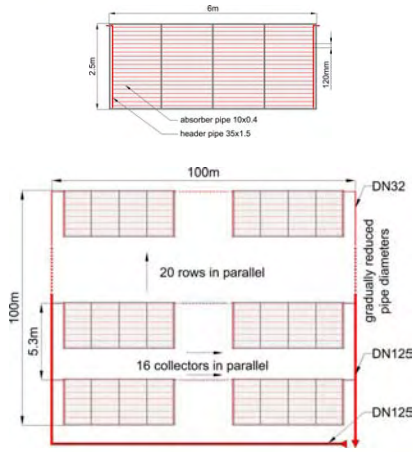 6m
2.5m
120mm
absorber pipe 10x0.4
header pipe 35x1.5
100m
DN32
gradually reduced
pipe diameters
20 rows in parallel
100m
5.3m
16 collectors in parallel
DN125
DN125